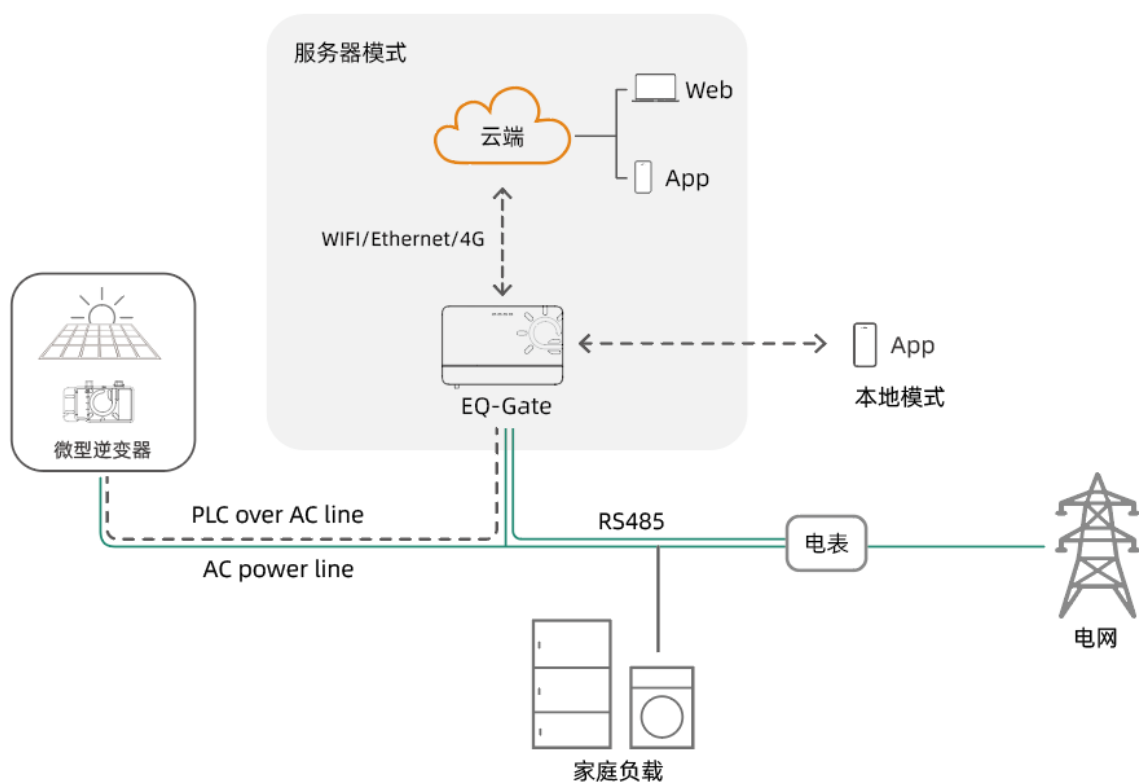 服务器模式
云端
Web
App
WIFI/Ethernet/4G
EQ-Gate
App
本地模式
微型逆变器
PLC over AC line
RS485
电表
AC power line
电网
家庭负载